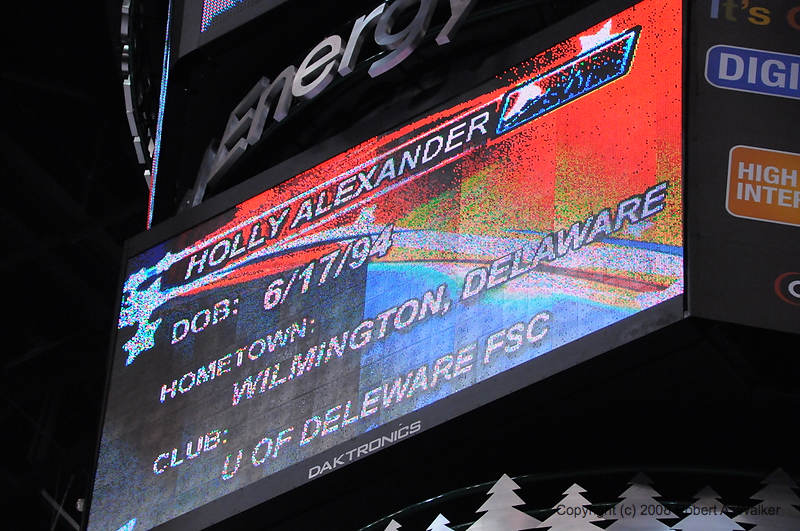 Energy
It's
DIGI
HIGH
INTER
HOLLY ALEXANDER
DOB: 6/17/94
HOMETOWN:
WILMINGTON, DELAWARE
CLUB:
U OF DELEWARE FSC
DAKTRONICS
Copyright (c) 2008 Robert A Walker